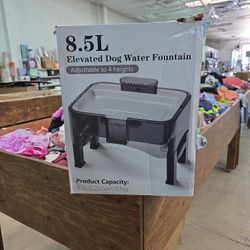 8.5L
Elevated Dog Water Fountain
Adjustable to 4 heights
Product Capacity: